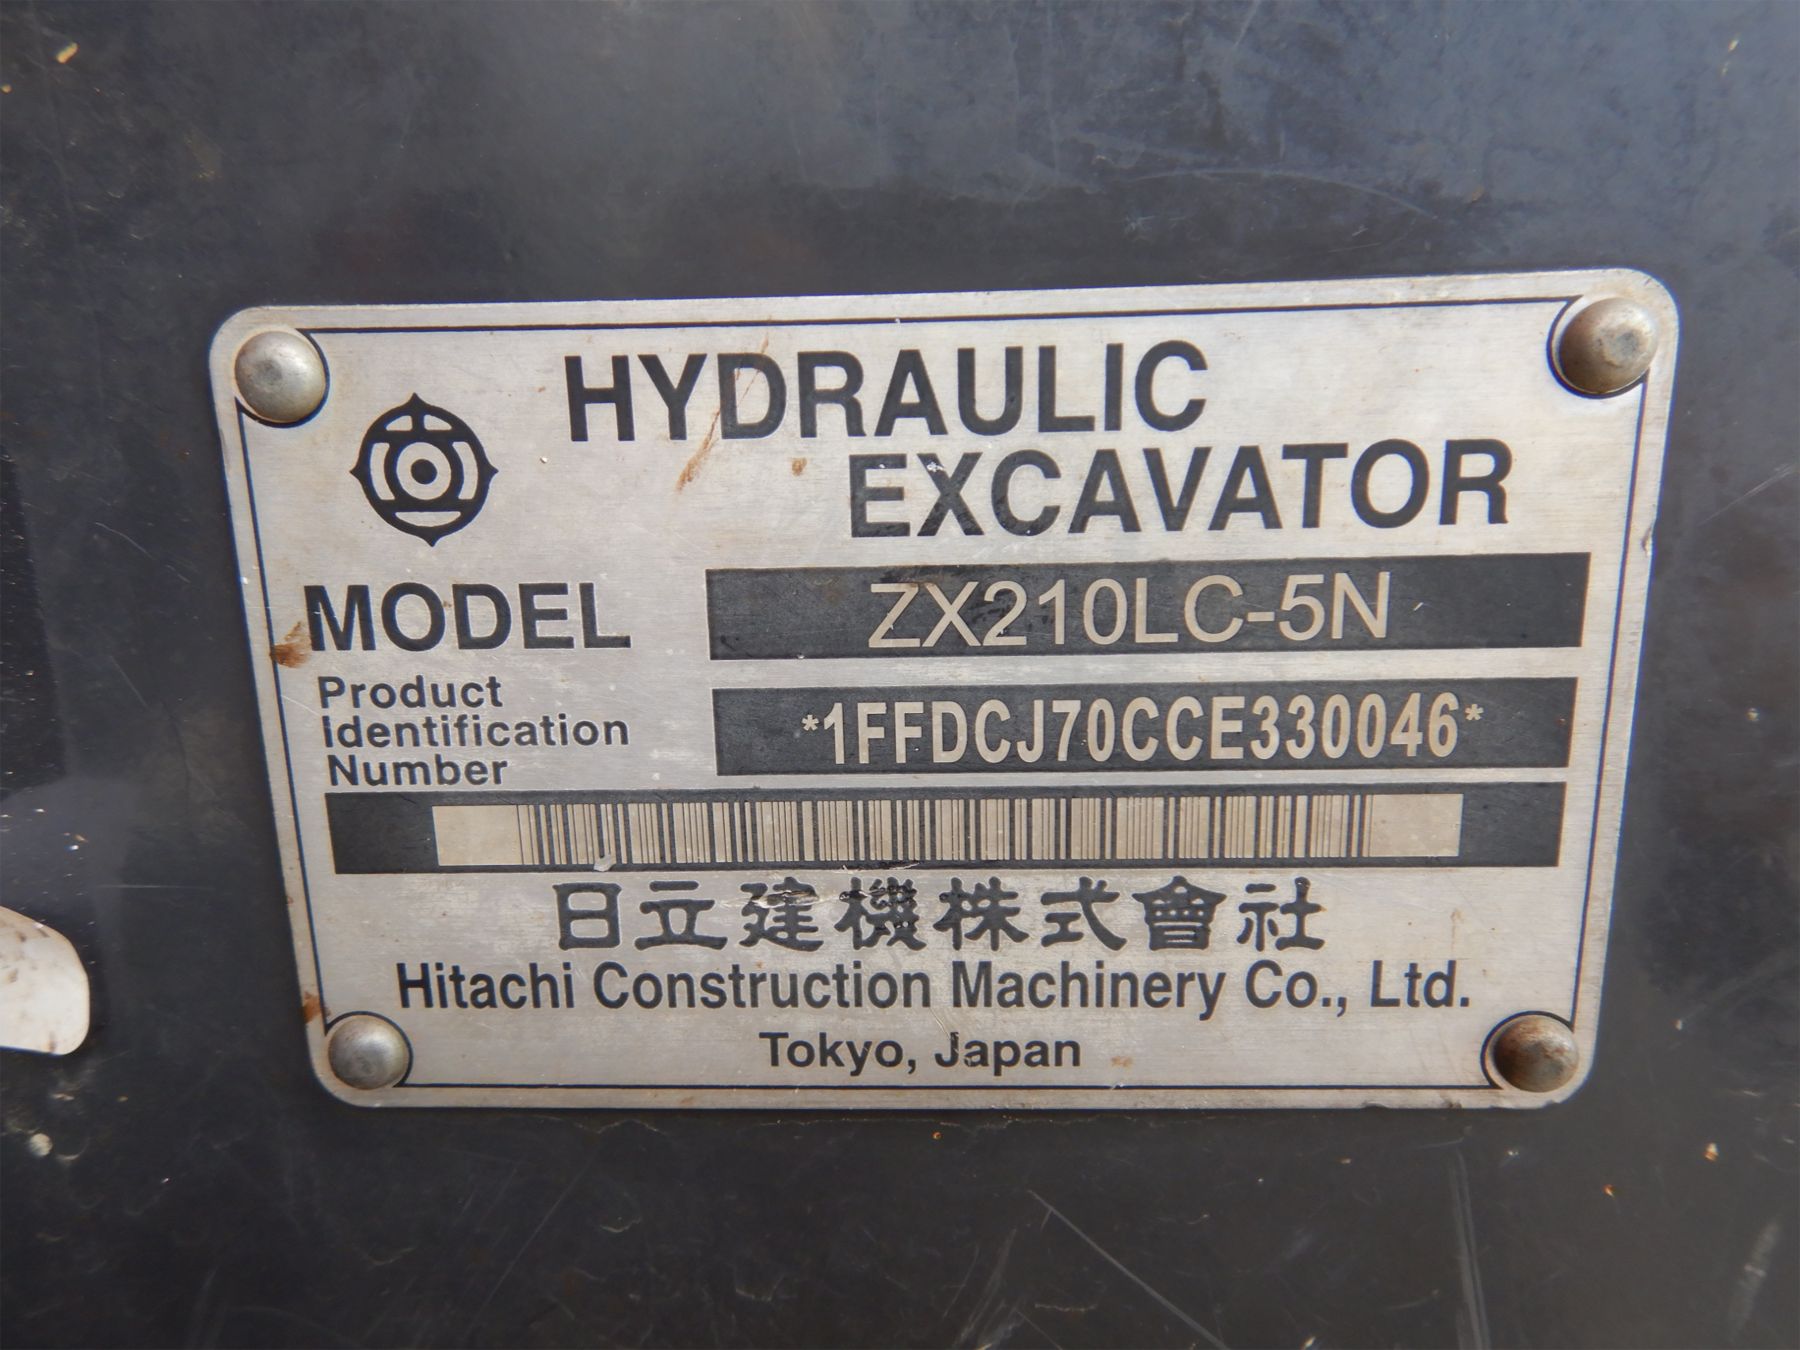 HYDRAULIC
EXCAVATOR
MODEL ZX210LC-5N
Product
Identification
Number
*1FFDCJ70CCE330046*
日立建機株式會社
Hitachi Construction Machinery Co., Ltd.
Tokyo, Japan